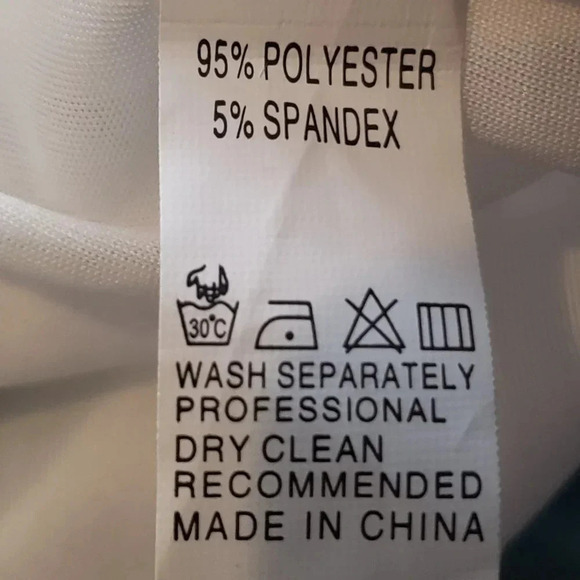 95% POLYESTER
5% SPANDEX
30°C
WASH SEPARATELY
PROFESSIONAL
DRY CLEAN
RECOMMENDED
MADE IN CHINA